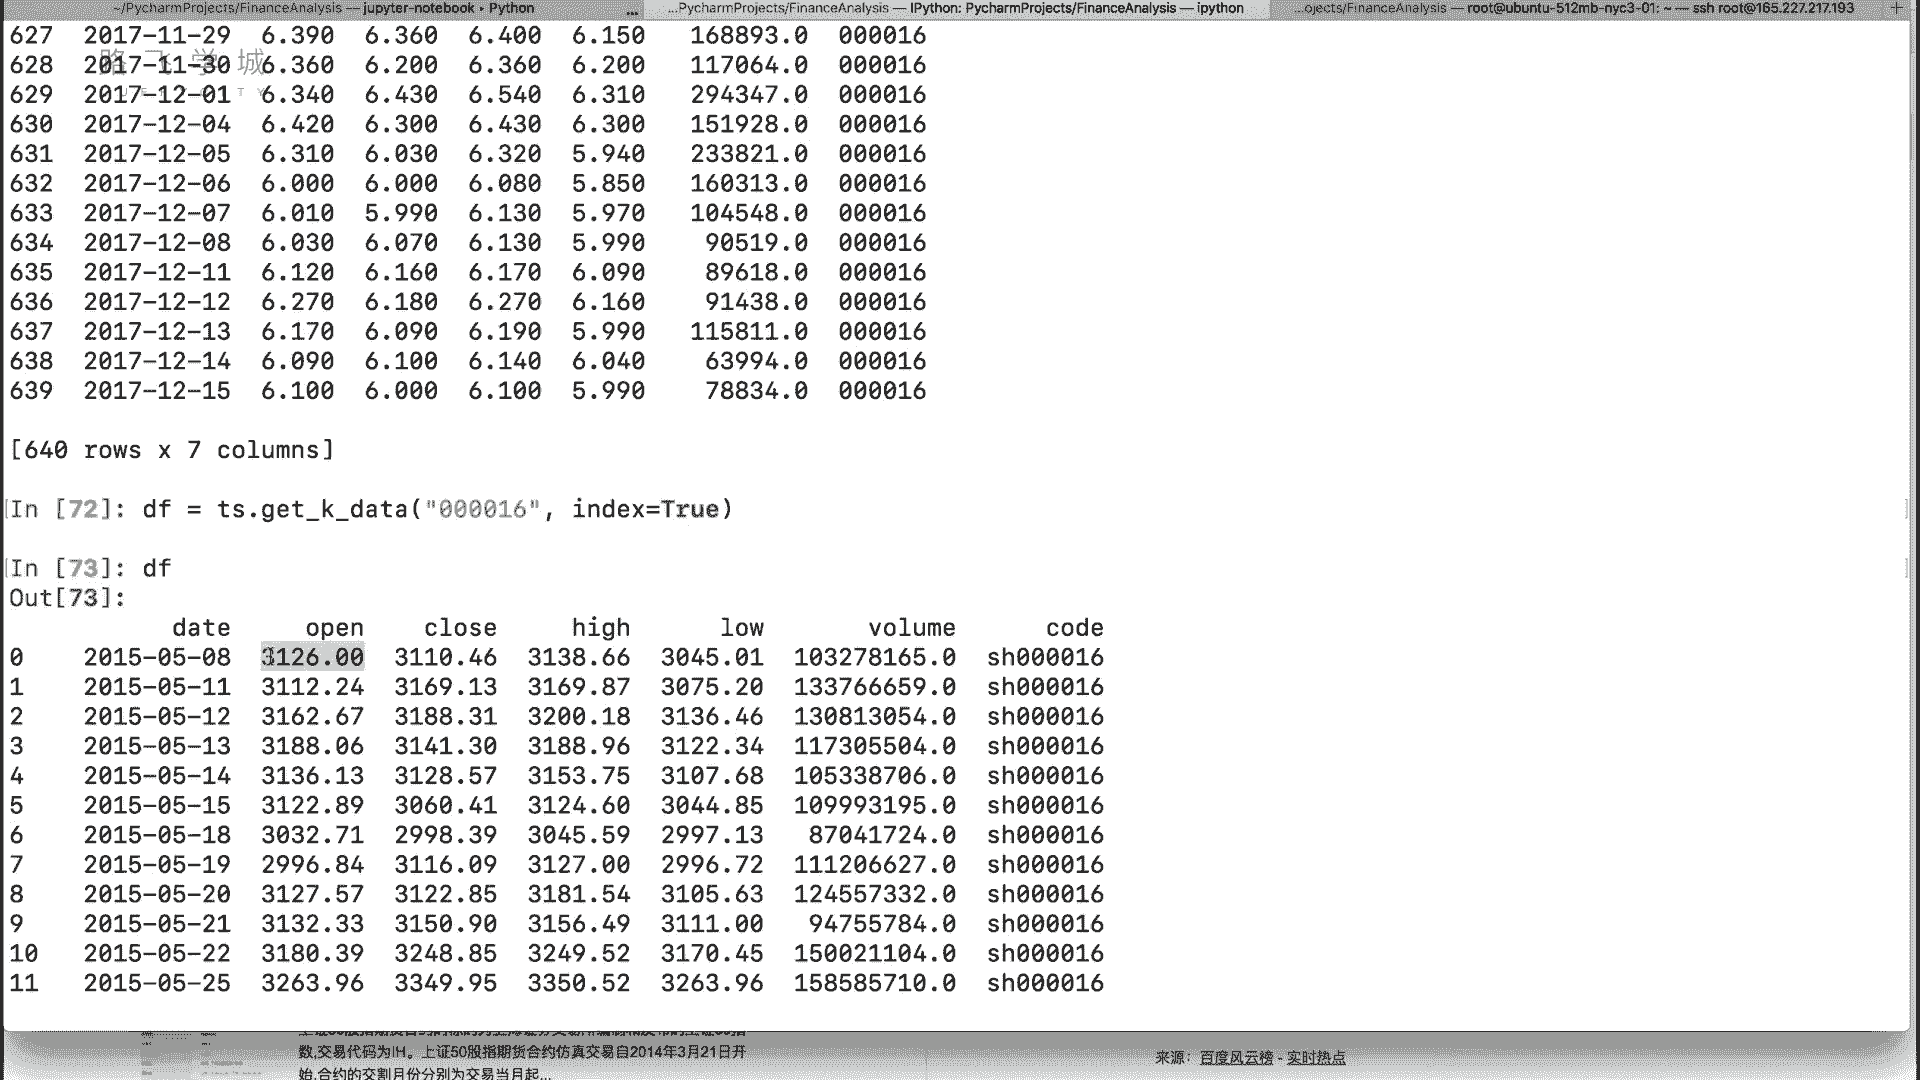 ~/PycharmProjects/FinanceAnalysis — jupyter-notebook • Python ... ...PycharmProjects/FinanceAnalysis — IPython: PycharmProjects/FinanceAnalysis — ipython ...ojects/FinanceAnalysis — root@ubuntu-512mb-nyc3-01: ~ — ssh root@165.227.217.193 +
627 2017-11-29 6.390 6.360 6.400 6.150 168893.0 000016
路飞学城
628 2017-11-30 6.360 6.200 6.360 6.200 117064.0 000016
629 2017-12-01 6.340 6.430 6.540 6.310 294347.0 000016
630 2017-12-04 6.420 6.300 6.430 6.300 151928.0 000016
631 2017-12-05 6.310 6.030 6.320 5.940 233821.0 000016
632 2017-12-06 6.000 6.000 6.080 5.850 160313.0 000016
633 2017-12-07 6.010 5.990 6.130 5.970 104548.0 000016
634 2017-12-08 6.030 6.070 6.130 5.990 90519.0 000016
635 2017-12-11 6.120 6.160 6.170 6.090 89618.0 000016
636 2017-12-12 6.270 6.180 6.270 6.160 91438.0 000016
637 2017-12-13 6.170 6.090 6.190 5.990 115811.0 000016
638 2017-12-14 6.090 6.100 6.140 6.040 63994.0 000016
639 2017-12-15 6.100 6.000 6.100 5.990 78834.0 000016
[640 rows x 7 columns]
In [72]: df = ts.get_k_data("000016", index=True)
In [73]: df
Out[73]:
date open close high low volume code
0 2015-05-08 3126.00 3110.46 3138.66 3045.01 103278165.0 sh000016
1 2015-05-11 3112.24 3169.13 3169.87 3075.20 133766659.0 sh000016
2 2015-05-12 3162.67 3188.31 3200.18 3136.46 130813054.0 sh000016
3 2015-05-13 3188.06 3141.30 3188.96 3122.34 117305504.0 sh000016
4 2015-05-14 3136.13 3128.57 3153.75 3107.68 105338706.0 sh000016
5 2015-05-15 3122.89 3060.41 3124.60 3044.85 109993195.0 sh000016
6 2015-05-18 3032.71 2998.39 3045.59 2997.13 87041724.0 sh000016
7 2015-05-19 2996.84 3116.09 3127.00 2996.72 111206627.0 sh000016
8 2015-05-20 3127.57 3122.85 3181.54 3105.63 124557332.0 sh000016
9 2015-05-21 3132.33 3150.90 3156.49 3111.00 94755784.0 sh000016
10 2015-05-22 3180.39 3248.85 3249.52 3170.45 150021104.0 sh000016
11 2015-05-25 3263.96 3349.95 3350.52 3263.96 158585710.0 sh000016
数,交易代码为IH。上证50股指期货合约仿真交易自2014年3月21日开
始,合约的交割月份分别为交易当月起...
来源：百度风云榜 - 实时热点